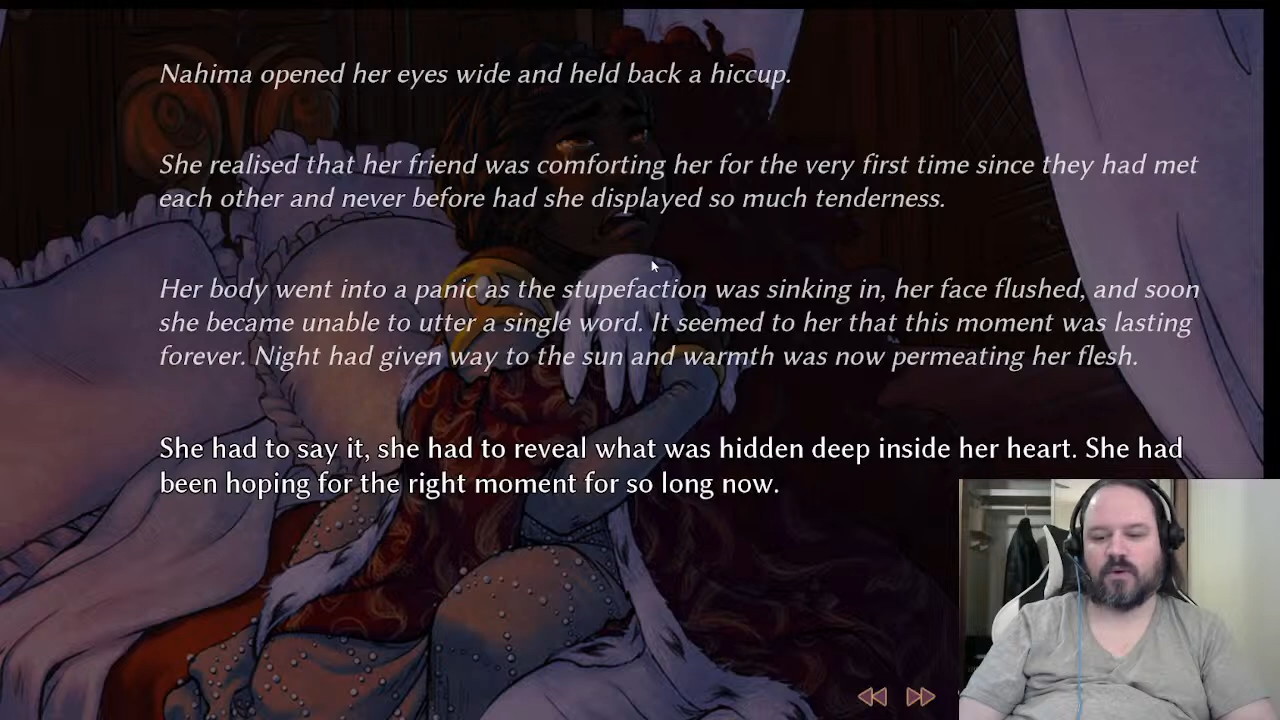 Nahima opened her eyes wide and held back a hiccup.
She realised that her friend was comforting her for the very first time since they had met
each other and never before had she displayed so much tenderness.
Her body went into a panic as the stupefaction was sinking in, her face flushed, and soon
she became unable to utter a single word. It seemed to her that this moment was lasting
forever. Night had given way to the sun and warmth was now permeating her flesh.
She had to say it, she had to reveal what was hidden deep inside her heart. She had
been hoping for the right moment for so long now.